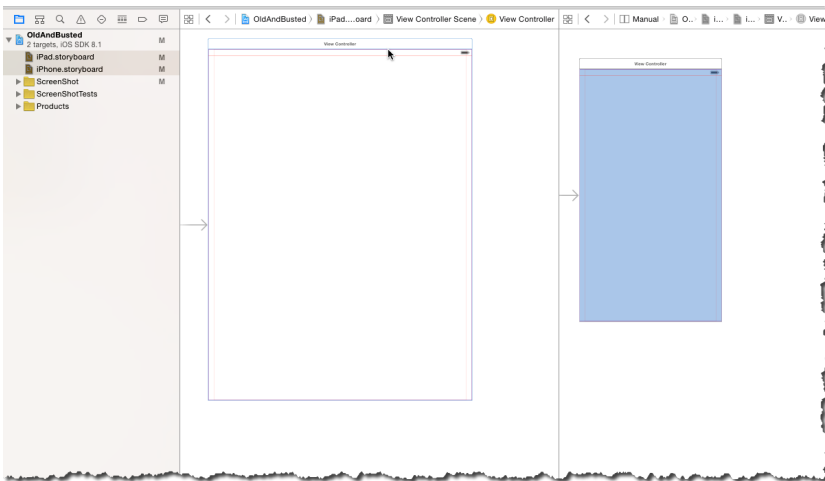 OldAndBusted
2 targets, iOS SDK 8.1
M
iPad.storyboard
M
iPhone.storyboard
M
ScreenShot
M
ScreenShotTests
Products
OldAndBusted
iPad....oard
View Controller Scene
View Controller
View Controller
Manual
O...
i...
i...
V...
View
View Controller